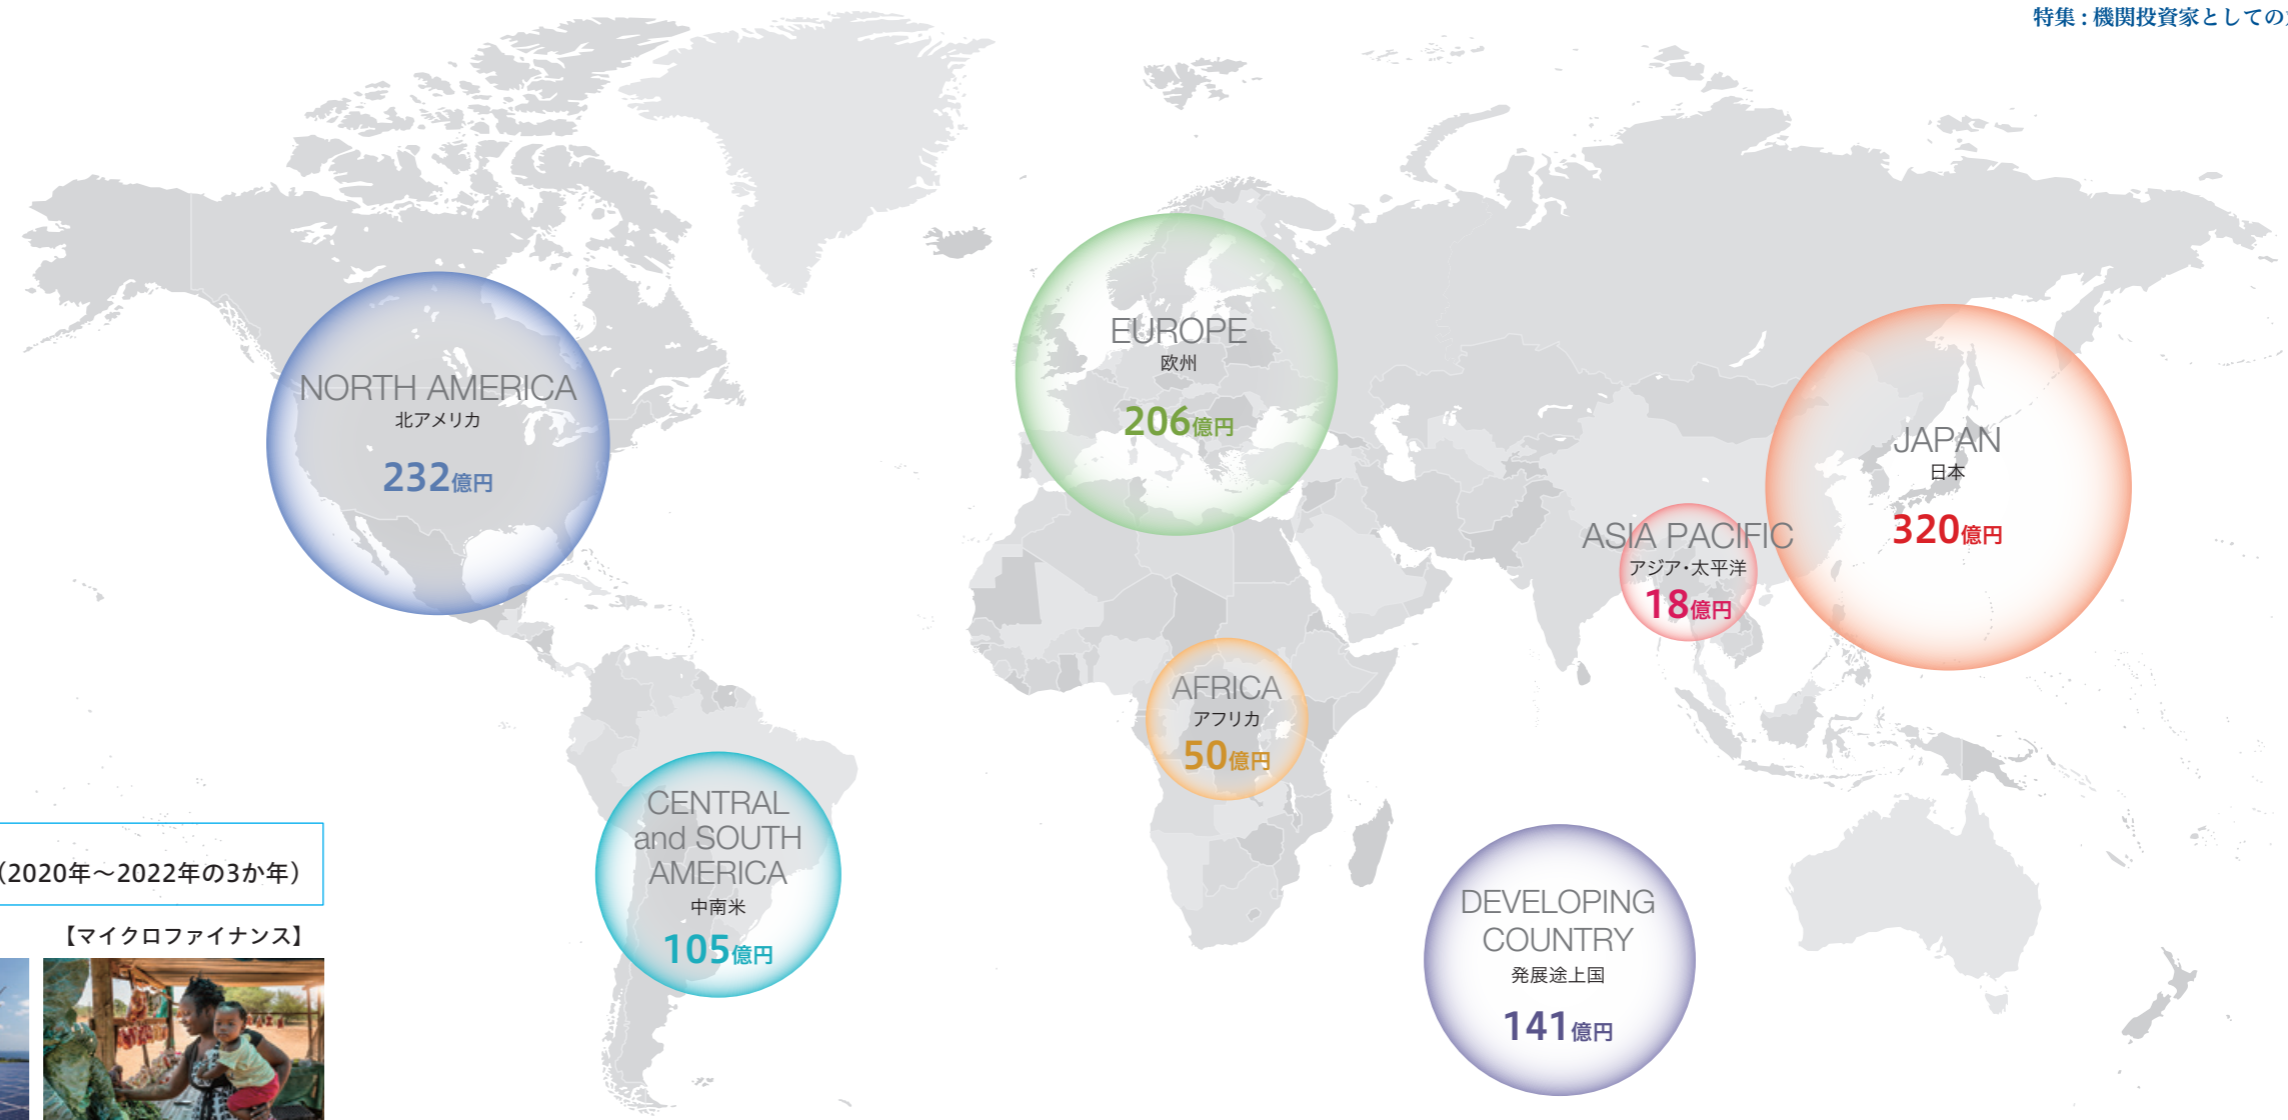 特集 : 機関投資家としての
NORTH AMERICA
北アメリカ
232億円
EUROPE
欧州
206億円
JAPAN
日本
320億円
ASIA PACIFIC
アジア・太平洋
18億円
AFRICA
アフリカ
50億円
CENTRAL
and SOUTH
AMERICA
中南米
105億円
DEVELOPING
COUNTRY
発展途上国
141億円
(2020年〜2022年の3か年)
【マイクロファイナンス】